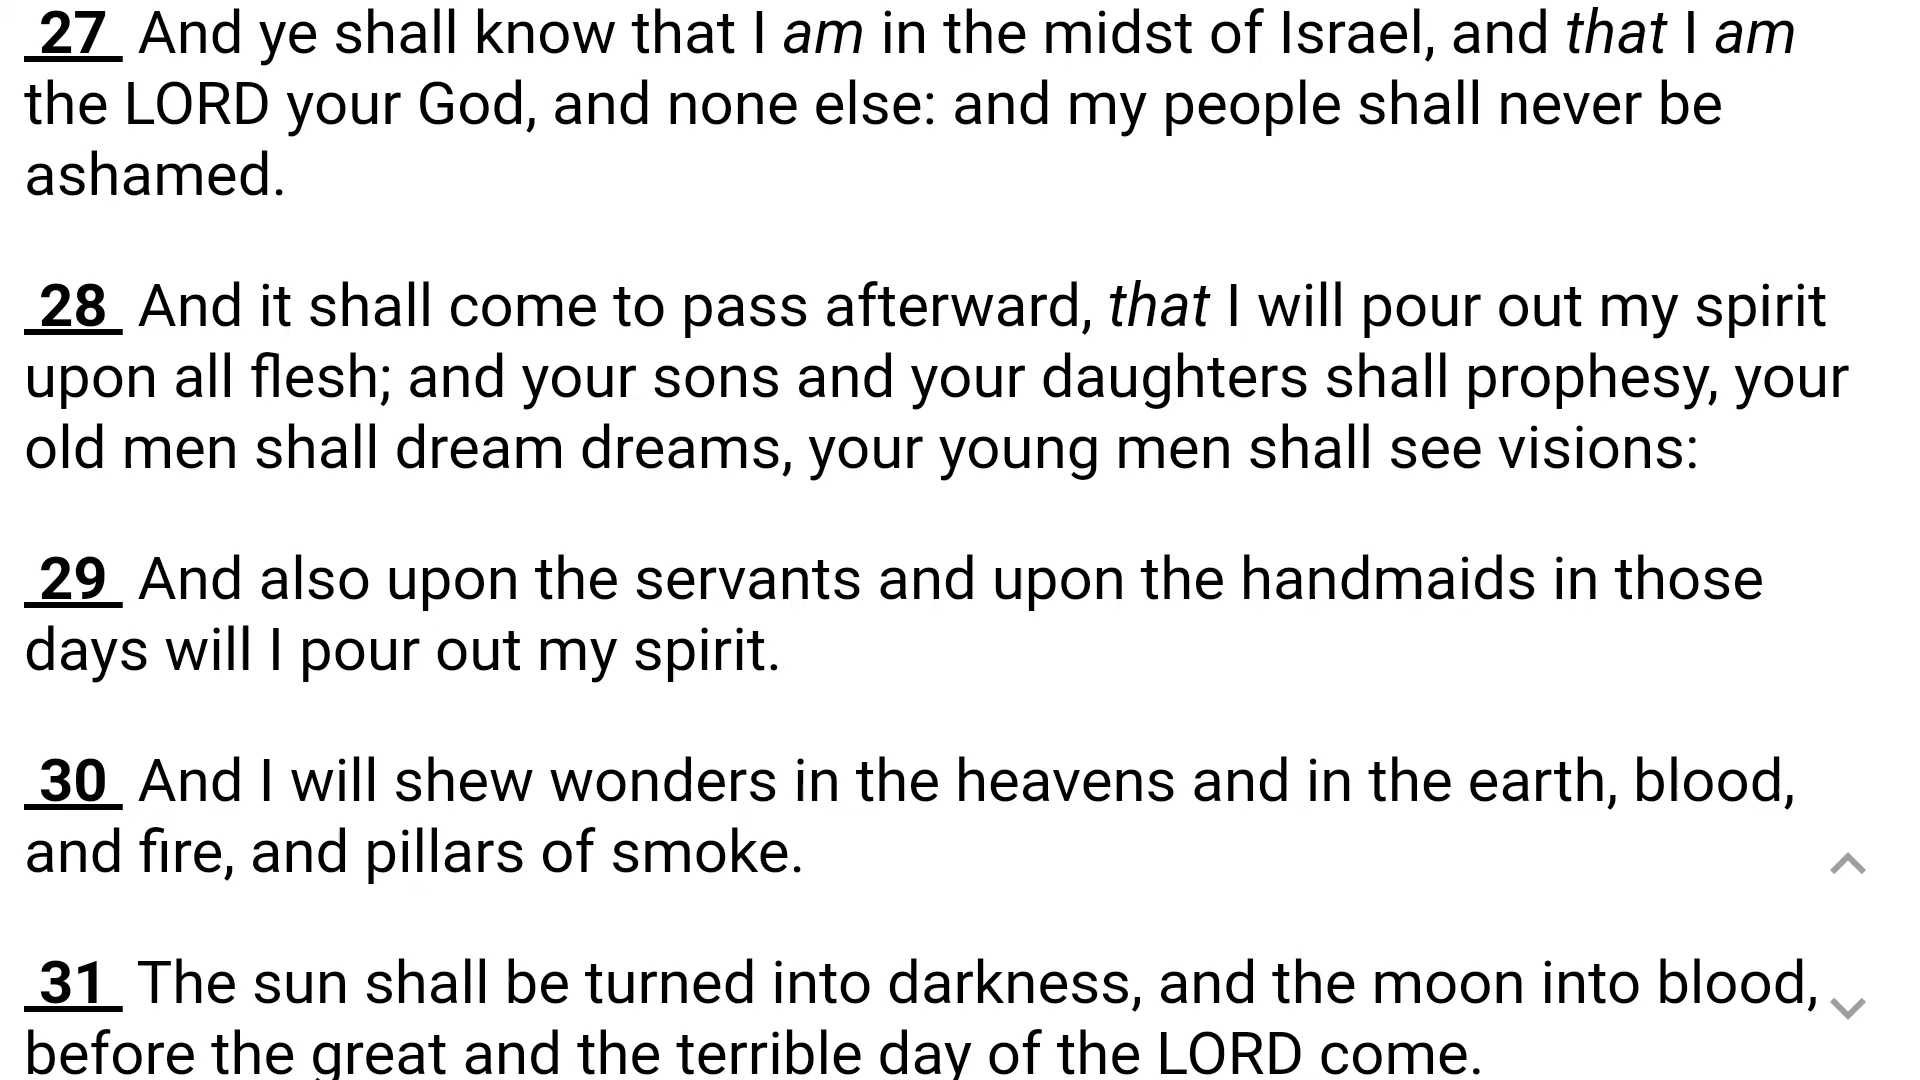 27 And ye shall know that I am in the midst of Israel, and that I am
the LORD your God, and none else: and my people shall never be
ashamed.
28 And it shall come to pass afterward, that I will pour out my spirit
upon all flesh; and your sons and your daughters shall prophesy, your
old men shall dream dreams, your young men shall see visions:
29 And also upon the servants and upon the handmaids in those
days will I pour out my spirit.
30 And I will shew wonders in the heavens and in the earth, blood,
and fire, and pillars of smoke.
31 The sun shall be turned into darkness, and the moon into blood,
before the great and the terrible day of the LORD come.